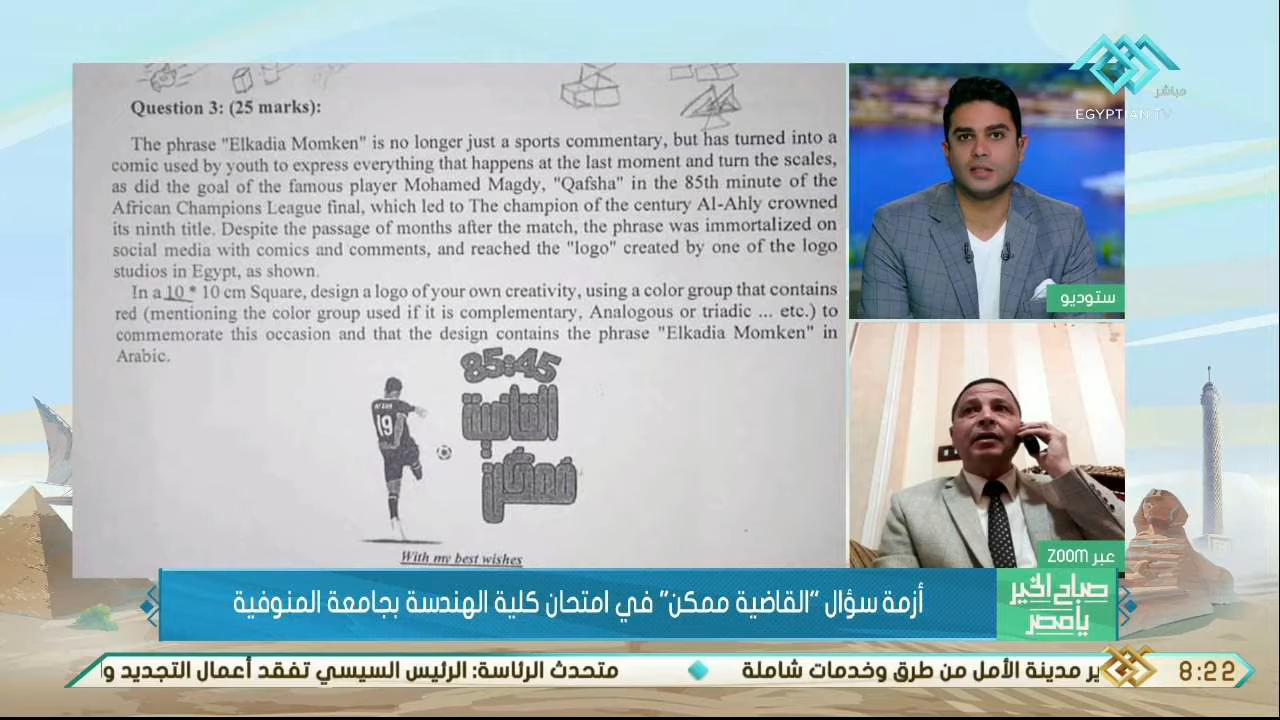 مباشر
EGYPTIAN TV
Question 3: (25 marks):
The phrase "Elkadia Momken" is no longer just a sports commentary, but has turned into a
comic used by youth to express everything that happens at the last moment and turn the scales,
as did the goal of the famous player Mohamed Magdy, "Qafsha" in the 85th minute of the
African Champions League final, which led to The champion of the century Al-Ahly crowned
its ninth title. Despite the passage of months after the match, the phrase was immortalized on
social media with comics and comments, and reached the "logo" created by one of the logo
studios in Egypt, as shown.
In a 10 * 10 cm Square, design a logo of your own creativity, using a color group that contains
red (mentioning the color group used if it is complementary, Analogous or triadic ... etc.) to
commemorate this occasion and that the design contains the phrase "Elkadia Momken" in
Arabic.
85:45
القاضية
ممكن
19
With my best wishes
ستوديو
عبر ZOOM
صباح الخير
يا مصر
أزمة سؤال "القاضية ممكن" في امتحان كلية الهندسة بجامعة المنوفية
ير مدينة الأمل من طرق وخدمات شاملة
متحدث الرئاسة: الرئيس السيسي تفقد أعمال التجديد و
8:22